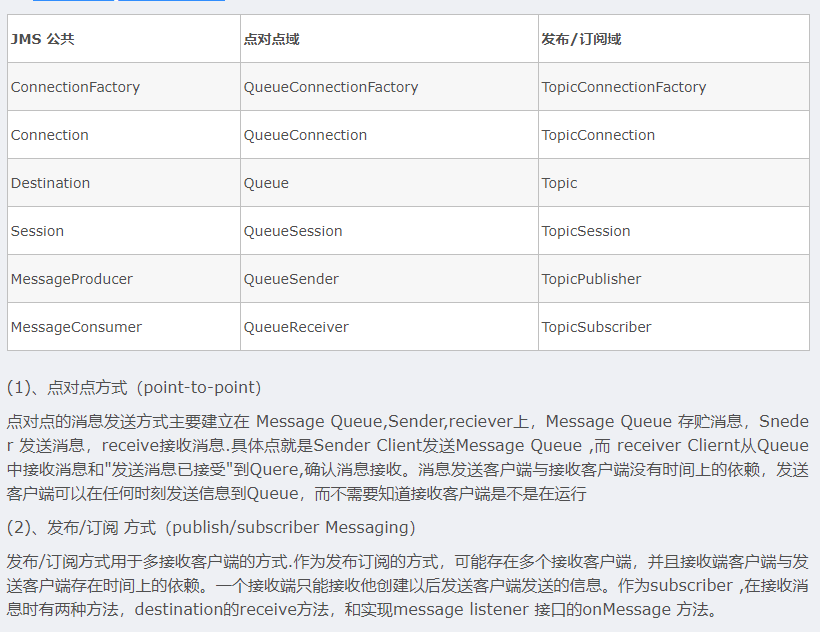 JMS 公共 点对点域 发布/订阅域
ConnectionFactory QueueConnectionFactory TopicConnectionFactory
Connection QueueConnection TopicConnection
Destination Queue Topic
Session QueueSession TopicSession
MessageProducer QueueSender TopicPublisher
MessageConsumer QueueReceiver TopicSubscriber
(1)、点对点方式（point-to-point）
点对点的消息发送方式主要建立在 Message Queue,Sender,reciever上，Message Queue 存贮消息，Snede
r 发送消息，receive接收消息.具体点就是Sender Client发送Message Queue ,而 receiver Cliernt从Queue
中接收消息和"发送消息已接受"到Quere,确认消息接收。消息发送客户端与接收客户端没有时间上的依赖，发送
客户端可以在任何时刻发送信息到Queue，而不需要知道接收客户端是不是在运行
(2)、发布/订阅 方式（publish/subscriber Messaging）
发布/订阅方式用于多接收客户端的方式.作为发布订阅的方式，可能存在多个接收客户端，并且接收端客户端与发
送客户端存在时间上的依赖。一个接收端只能接收他创建以后发送客户端发送的信息。作为subscriber ,在接收消
息时有两种方法，destination的receive方法，和实现message listener 接口的onMessage 方法。